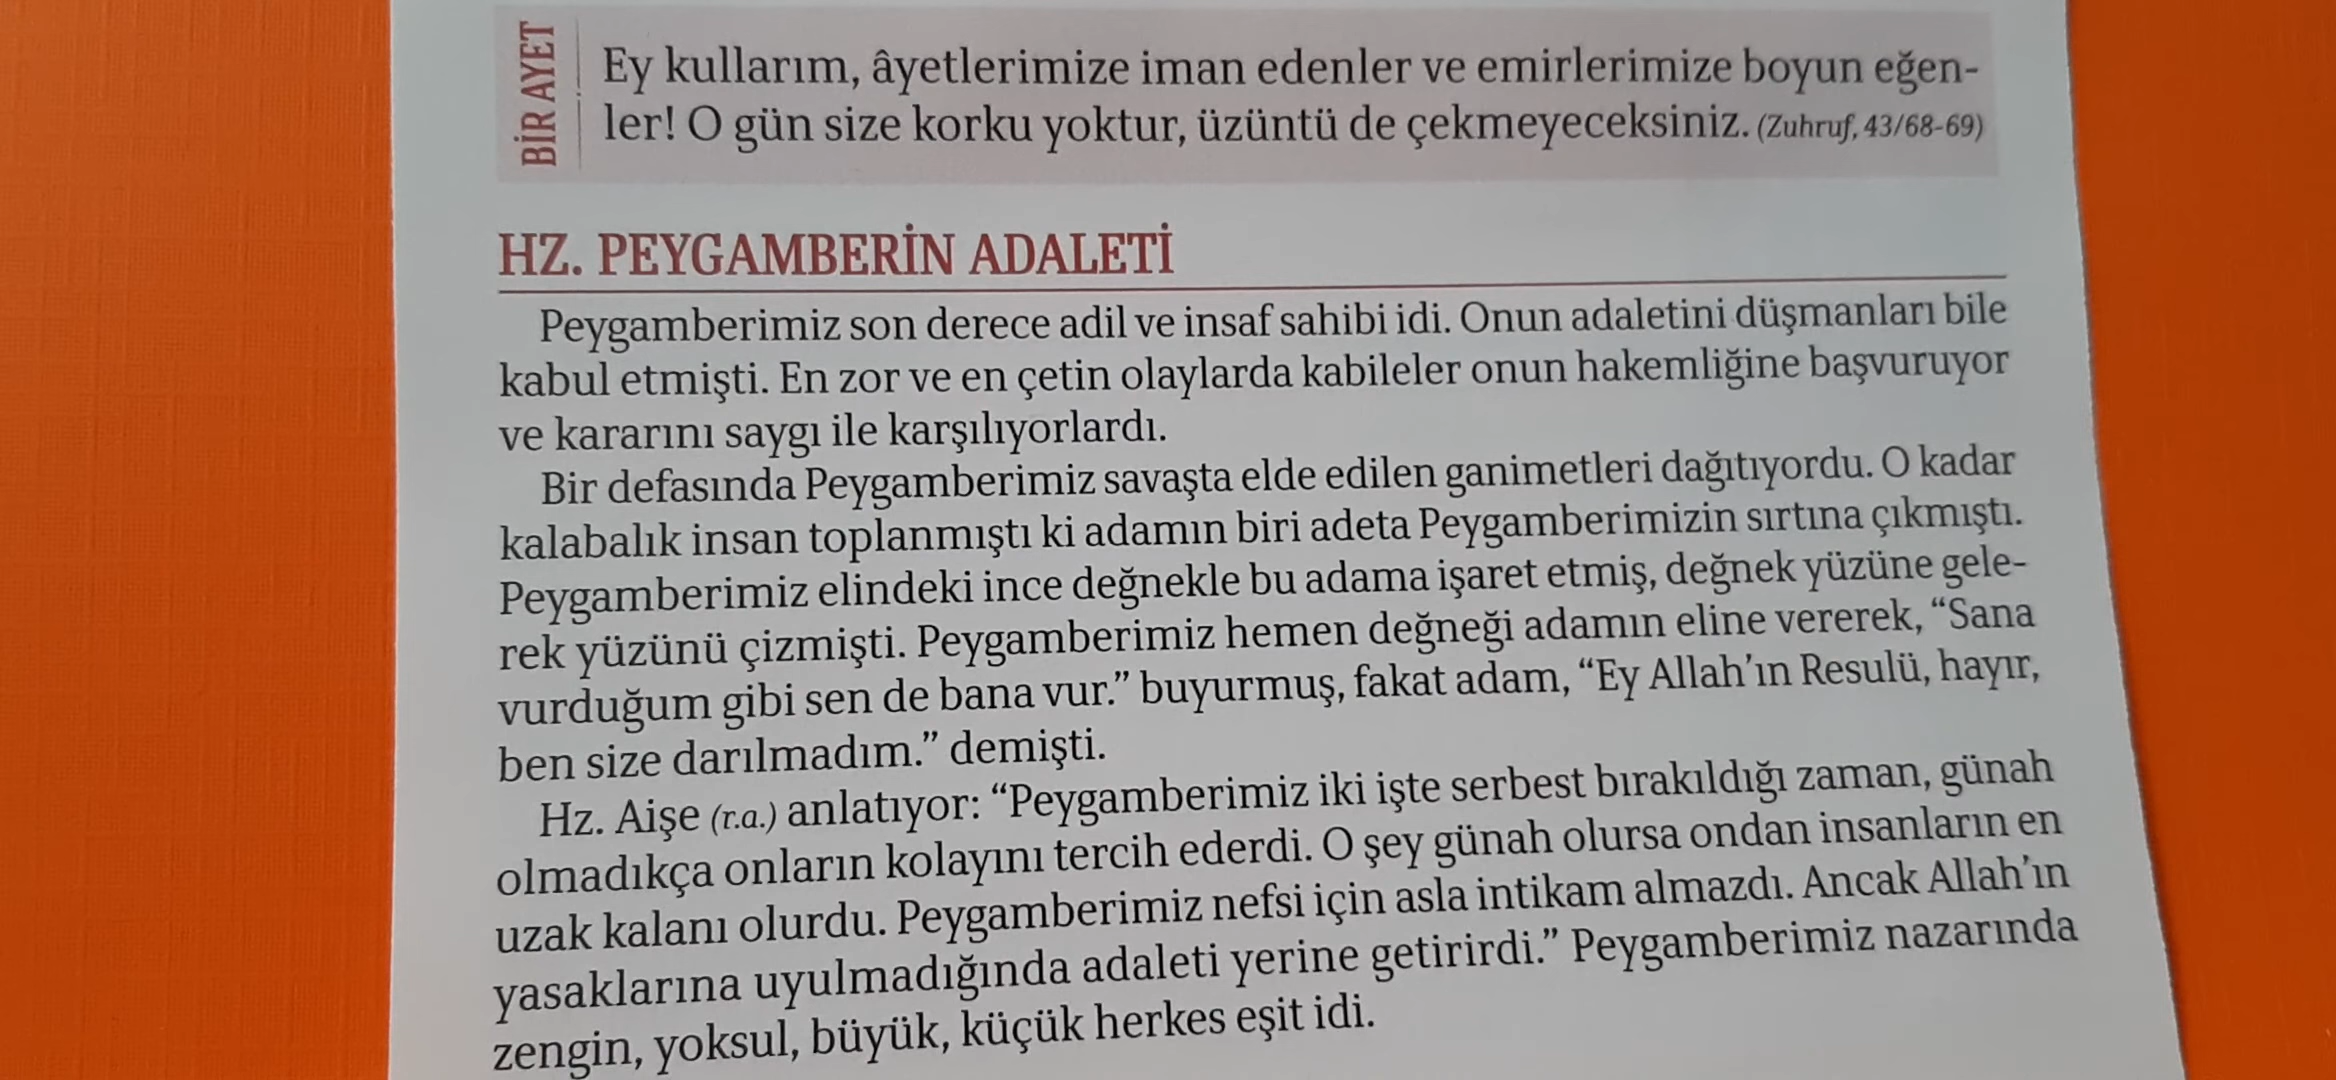 BİR AYET
Ey kullarım, âyetlerimize iman edenler ve emirlerimize boyun eğen-
ler! O gün size korku yoktur, üzüntü de çekmeyeceksiniz. (Zuhruf, 43/68-69)
HZ. PEYGAMBERİN ADALETİ
Peygamberimiz son derece adil ve insaf sahibi idi. Onun adaletini düşmanları bile
kabul etmişti. En zor ve en çetin olaylarda kabileler onun hakemliğine başvuruyor
ve kararını saygı ile karşılıyorlardı.
Bir defasında Peygamberimiz savaşta elde edilen ganimetleri dağıtıyordu. O kadar
kalabalık insan toplanmıştı ki adamın biri adeta Peygamberimizin sırtına çıkmıştı.
Peygamberimiz elindeki ince değnekle bu adama işaret etmiş, değnek yüzüne gele-
rek yüzünü çizmişti. Peygamberimiz hemen değneği adamın eline vererek, “Sana
vurduğum gibi sen de bana vur.” buyurmuş, fakat adam, “Ey Allah’ın Resulü, hayır,
ben size darılmadım.” demişti.
Hz. Aişe (r.a.) anlatıyor: “Peygamberimiz iki işte serbest bırakıldığı zaman, günah
olmadıkça onların kolayını tercih ederdi. O şey günah olursa ondan insanların en
uzak kalanı olurdu. Peygamberimiz nefsi için asla intikam almazdı. Ancak Allah’ın
yasaklarına uyulmadığında adaleti yerine getirirdi.” Peygamberimiz nazarında
zengin, yoksul, büyük, küçük herkes eşit idi.